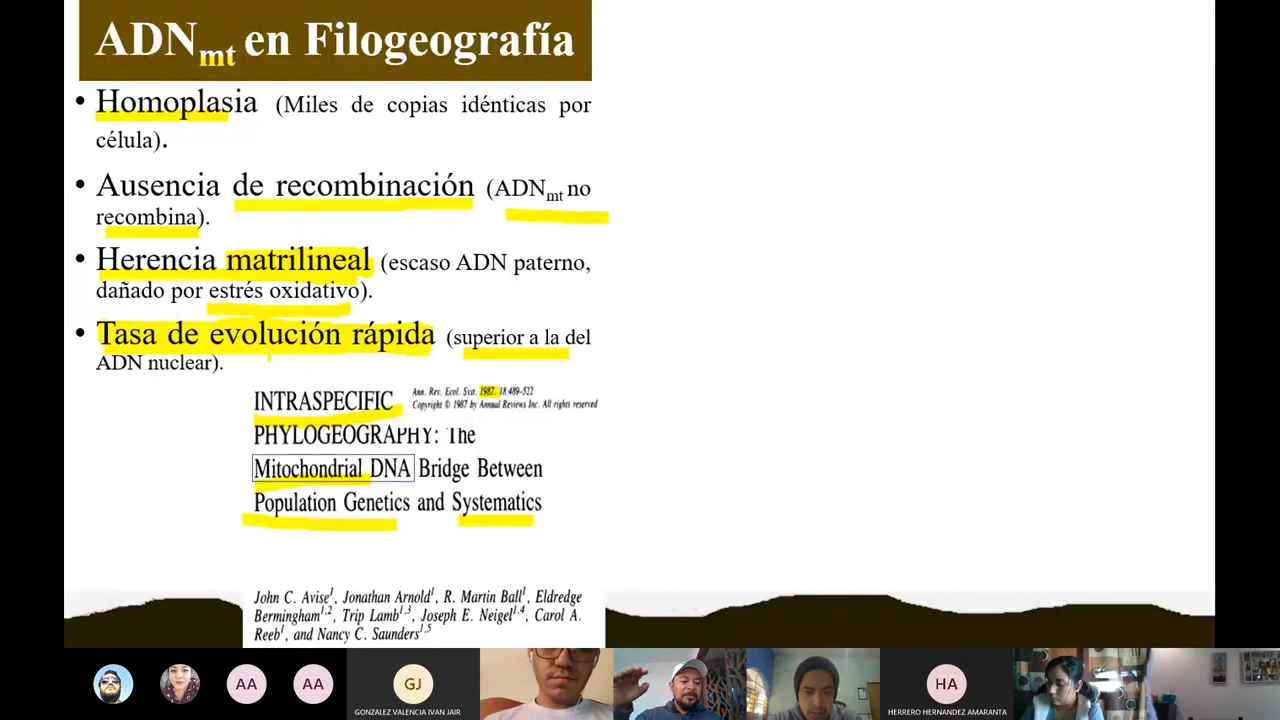 ADNmt en Filogeografía
• Homoplasia (Miles de copias idénticas por
célula).
• Ausencia de recombinación (ADNmt no
recombina).
• Herencia matrilineal (escaso ADN paterno,
dañado por estrés oxidativo).
• Tasa de evolución rápida (superior a la del
ADN nuclear).
Ann. Rev. Ecol. Syst. 1987. 18:489-522
Copyright © 1987 by Annual Reviews Inc. All rights reserved
INTRASPECIFIC
PHYLOGEOGRAPHY: The
Mitochondrial DNA Bridge Between
Population Genetics and Systematics
John C. Avise1, Jonathan Arnold1, R. Martin Ball1, Eldredge
Bermingham1,2, Trip Lamb1,3, Joseph E. Neigel1,4, Carol A.
Reeb1, and Nancy C. Saunders1,5
AA
AA
GJ
GONZALEZ VALENCIA IVAN JAIR
HA
HERRERO HERNANDEZ AMARANTA